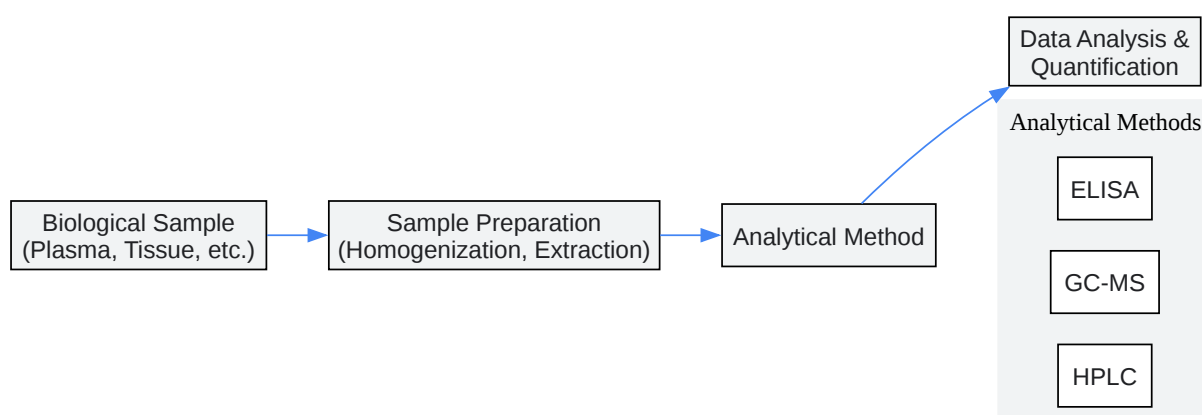 Data Analysis &
Quantification
Analytical Methods
ELISA
Biological Sample
(Plasma, Tissue, etc.)
Sample Preparation
(Homogenization, Extraction)
Analytical Method
GC-MS
HPLC